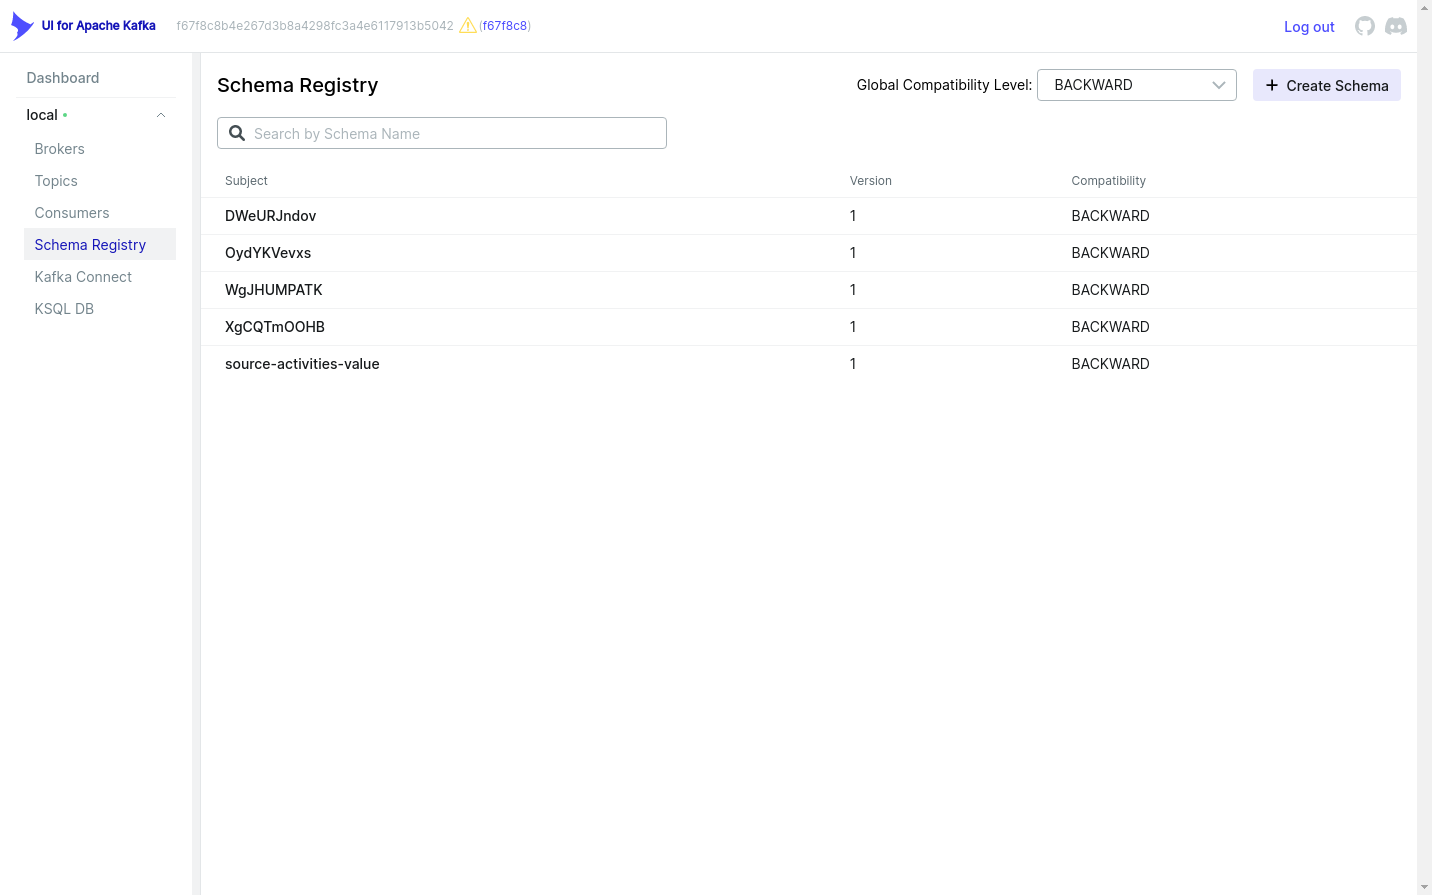 UI for Apache Kafka
f67f8c8b4e267d3b8a4298fc3a4e6117913b5042 (f67f8c8)
Log out
Dashboard
local
Brokers
Topics
Consumers
Schema Registry
Kafka Connect
KSQL DB
Schema Registry
Global Compatibility Level: BACKWARD
Create Schema
Search by Schema Name
Subject Version Compatibility
DWeURJndov 1 BACKWARD
OydYKVevxs 1 BACKWARD
WgJHUMPATK 1 BACKWARD
XgCQTmOOHB 1 BACKWARD
source-activities-value 1 BACKWARD